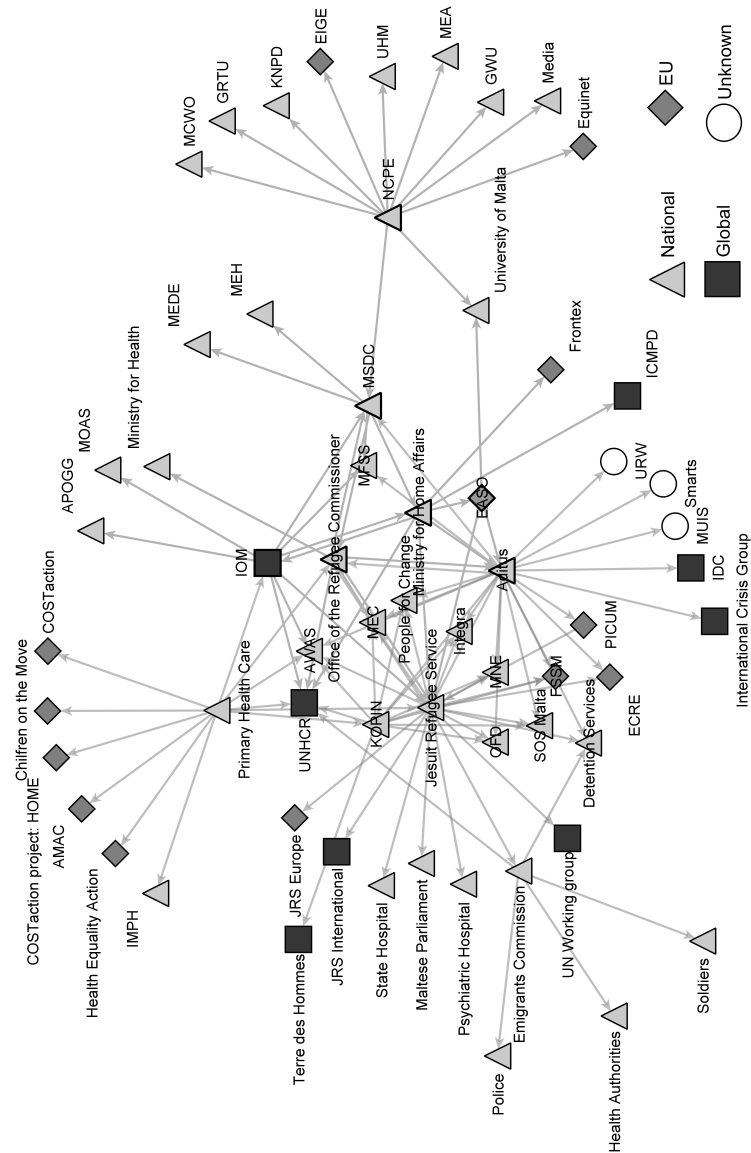 EIGE
MEA
UHM
KNPD
GWU
GRTU
Media
MCWO
Equinet
EU
Unknown
NCPE
University of Malta
National
Global
MEH
MEDE
Frontex
ICMPD
MSDC
Ministry for Health
MOAS
APOGG
MFSS
Ministry for Home Affairs
Office of the Refugee Commissioner
EASO
URW
Smarts
MUIS
IOM
People for Change
Aditus
IDC
International Crisis Group
COSTaction
Chilfren on the Move
AWAS
MEC
Integra
PICUM
Primary Health Care
UNHCR
KOPIN
Jesuit Refugee Service
MNE
FSSM
ECRE
CFD
SOS Malta
Detention Services
COSTaction project: HOME
AMAC
Health Equality Action
IMPH
JRS Europe
JRS International
Terre des Hommes
State Hospital
Maltese Parliament
Psychiatric Hospital
Emigrants Commission
UN Working group
Soldiers
Police
Health Authorities